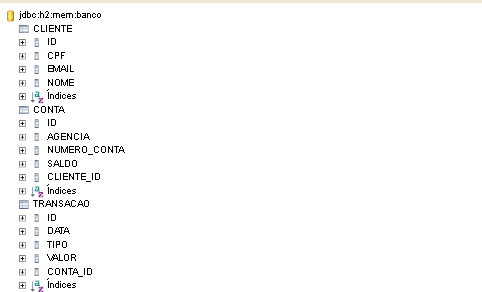 jdbc:h2:mem:banco
CLIENTE
ID
CPF
EMAIL
NOME
Índices
CONTA
ID
AGENCIA
NUMERO_CONTA
SALDO
CLIENTE_ID
Índices
TRANSACAO
ID
DATA
TIPO
VALOR
CONTA_ID
Índices